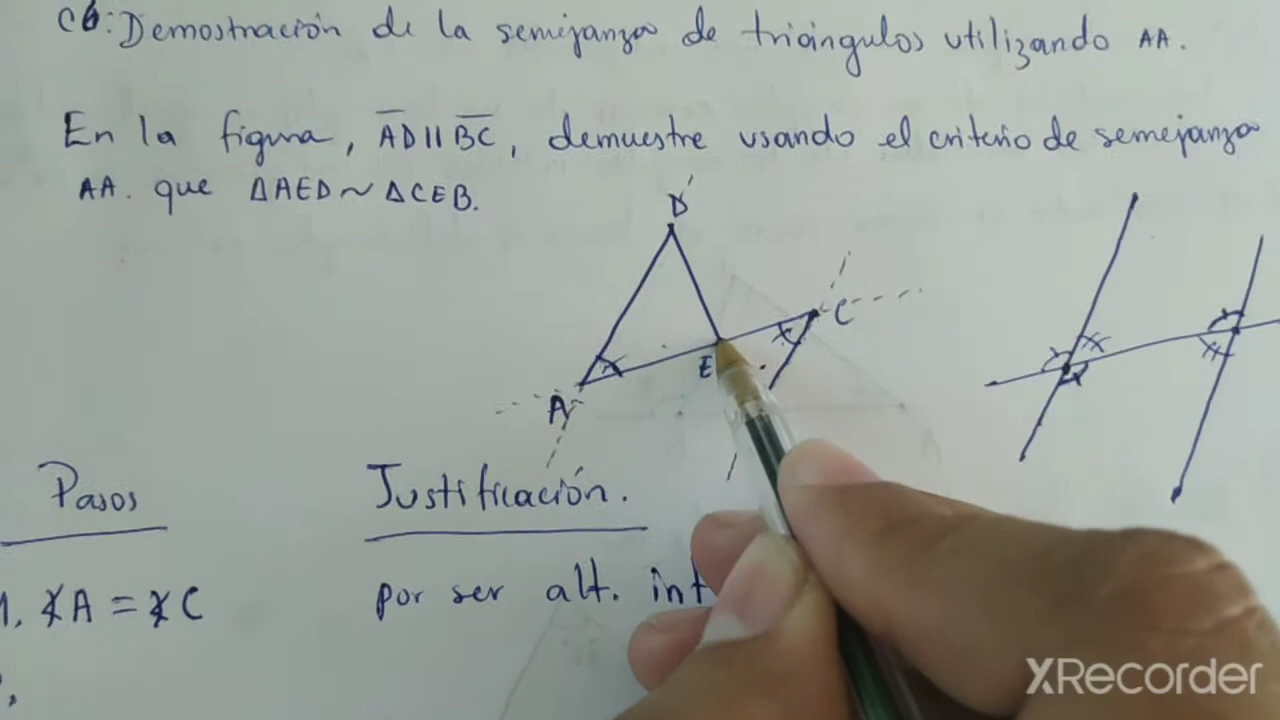 C6: Demostración de la semejanza de triángulos utilizando AA.
En la figura, AD || BC, demuestre usando el criterio de semejanza
AA. que ΔAED ~ ΔCEB.
D
C
E
A
Pasos Justificación.
1. ∡A = ∡C por ser alt. int
XRecorder